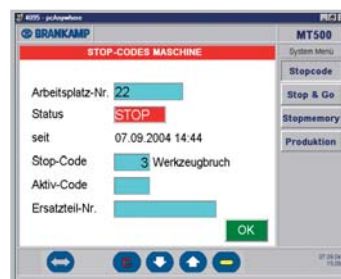 4095 - pcAnywhere
BRANKAMP
MT500
STOP-CODES MASCHINE
System Menü
Stopcode
Arbeitsplatz-Nr. 22
Stop & Go
Status STOP
Stopmemory
seit 07.09.2004 14:44
Produktion
Stop-Code 3 Werkzeugbruch
Aktiv-Code
Ersatzteil-Nr.
OK